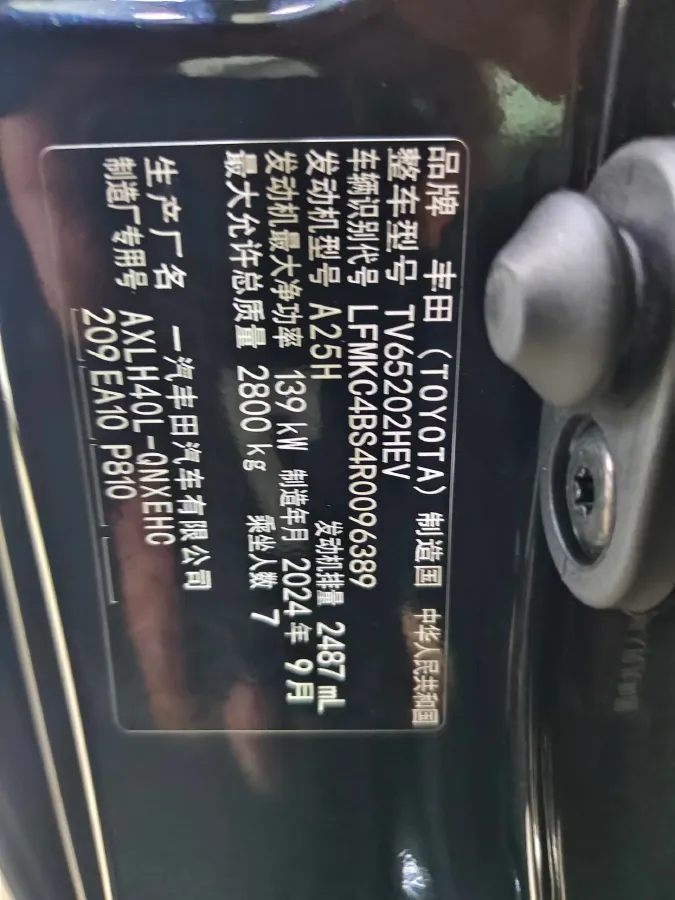 品牌 丰田（TOYOTA） 制造国 中华人民共和国
整车型号 TV65202HEV
车辆识别代号 LFMKC4BS4R0096389
发动机型号 A25H 发动机排量 2487 mL
发动机最大净功率 139 kW 制造年月 2024年 9月
最大允许总质量 2800 kg 乘坐人数 7
生产厂名 一汽丰田汽车有限公司
制造厂专用号 AXLH40L-QNXEHC
209 EA10 P810